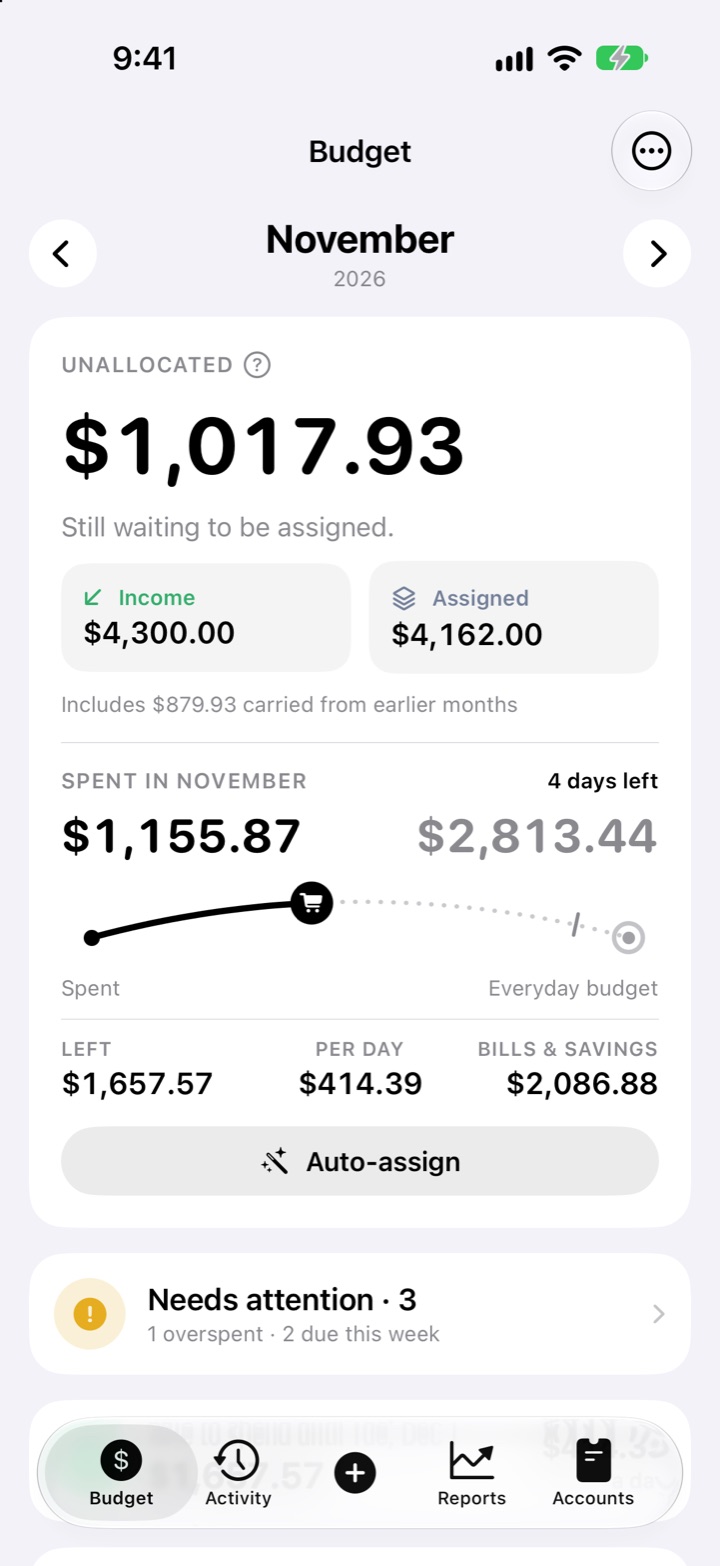 9:41
Budget
November
2026
UNALLOCATED ?
$1,017.93
Still waiting to be assigned.
Income
$4,300.00
Assigned
$4,162.00
Includes $879.93 carried from earlier months
SPENT IN NOVEMBER
4 days left
$1,155.87
$2,813.44
Spent
Everyday budget
LEFT
$1,657.57
PER DAY
$414.39
BILLS & SAVINGS
$2,086.88
Auto-assign
Needs attention · 3
1 overspent · 2 due this week
Budget
Activity
Reports
Accounts